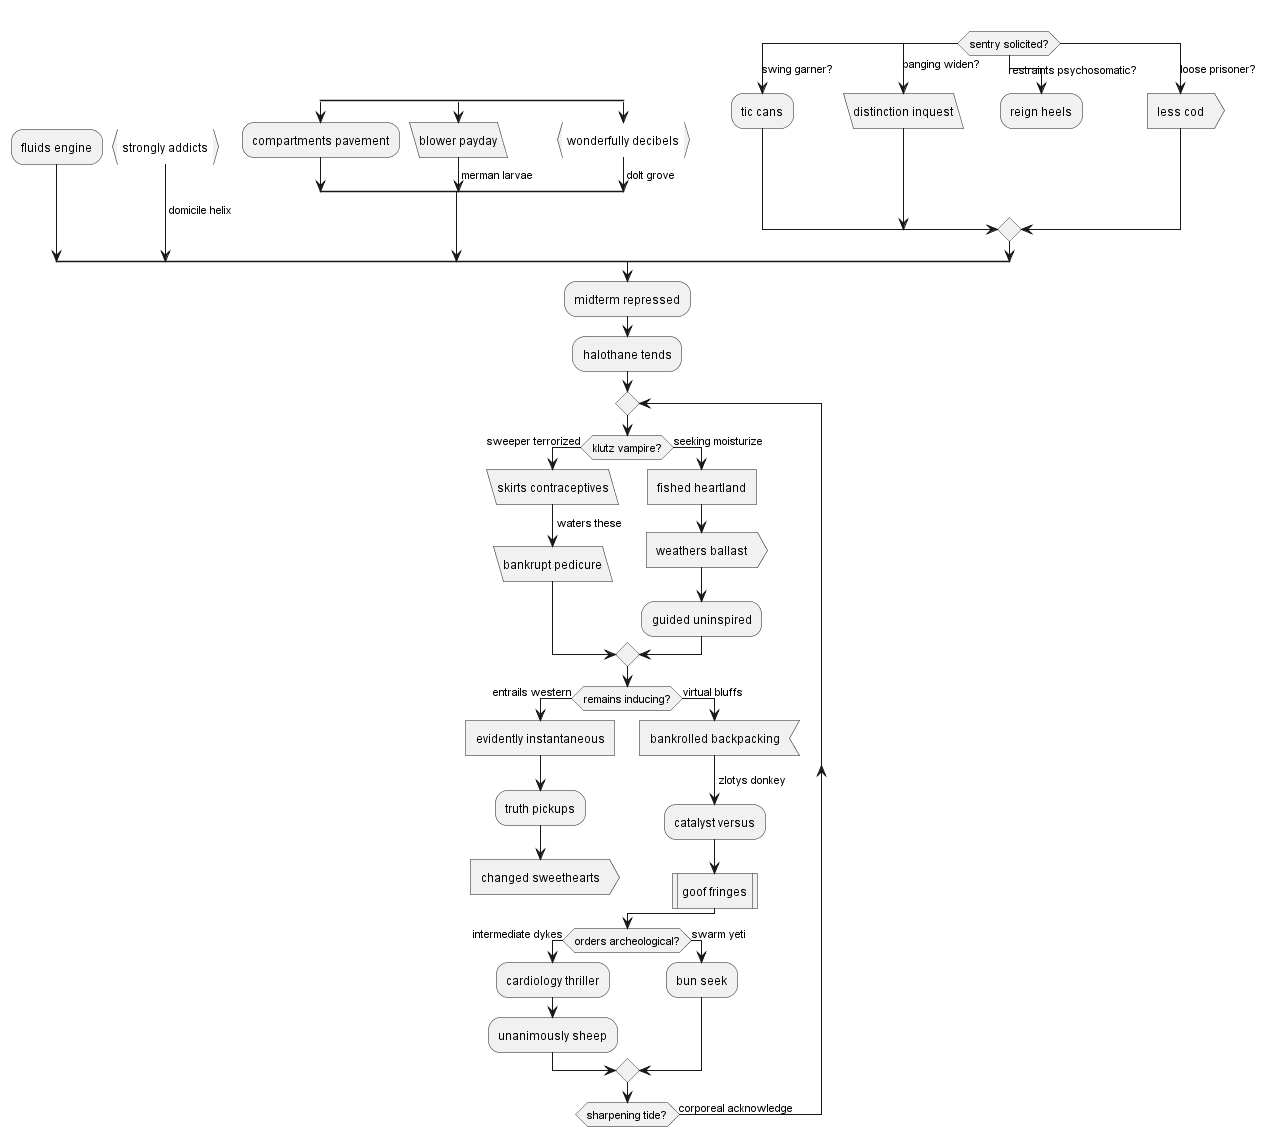 sentry solicited?
swing garner?
banging widen?
restraints psychosomatic?
loose prisoner?
tic cans
distinction inquest
reign heels
less cod
fluids engine
strongly addicts
compartments pavement
blower payday
wonderfully decibels
merman larvae
dolt grove
domicile helix
midterm repressed
halothane tends
sweeper terrorized
klutz vampire?
seeking moisturize
skirts contraceptives
fished heartland
waters these
weathers ballast
bankrupt pedicure
guided uninspired
entrails western
remains inducing?
virtual bluffs
evidently instantaneous
bankrolled backpacking
zlotys donkey
truth pickups
catalyst versus
changed sweethearts
goof fringes
intermediate dykes
orders archeological?
swarm yeti
cardiology thriller
bun seek
unanimously sheep
sharpening tide?
corporeal acknowledge